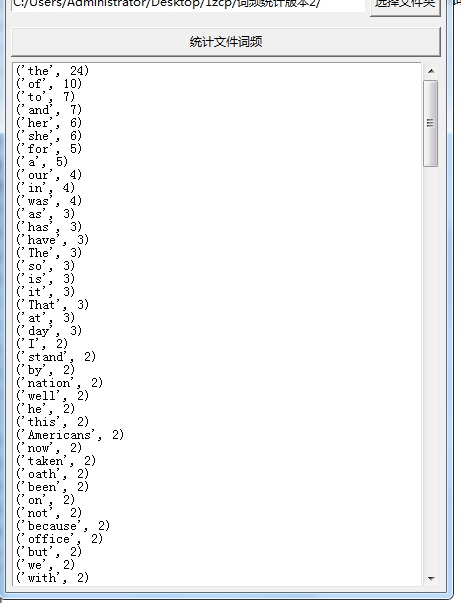 C:/Users/Administrator/Desktop/lzcp/词频统计版本2/
选择文件夹
统计文件词频
('the', 24)
('of', 10)
('to', 7)
('and', 7)
('her', 6)
('she', 6)
('for', 5)
('a', 5)
('our', 4)
('in', 4)
('was', 4)
('as', 3)
('has', 3)
('have', 3)
('The', 3)
('so', 3)
('is', 3)
('it', 3)
('That', 3)
('at', 3)
('day', 3)
('I', 2)
('stand', 2)
('by', 2)
('nation', 2)
('well', 2)
('he', 2)
('this', 2)
('Americans', 2)
('now', 2)
('taken', 2)
('oath', 2)
('been', 2)
('on', 2)
('not', 2)
('because', 2)
('office', 2)
('but', 2)
('we', 2)
('with', 2)